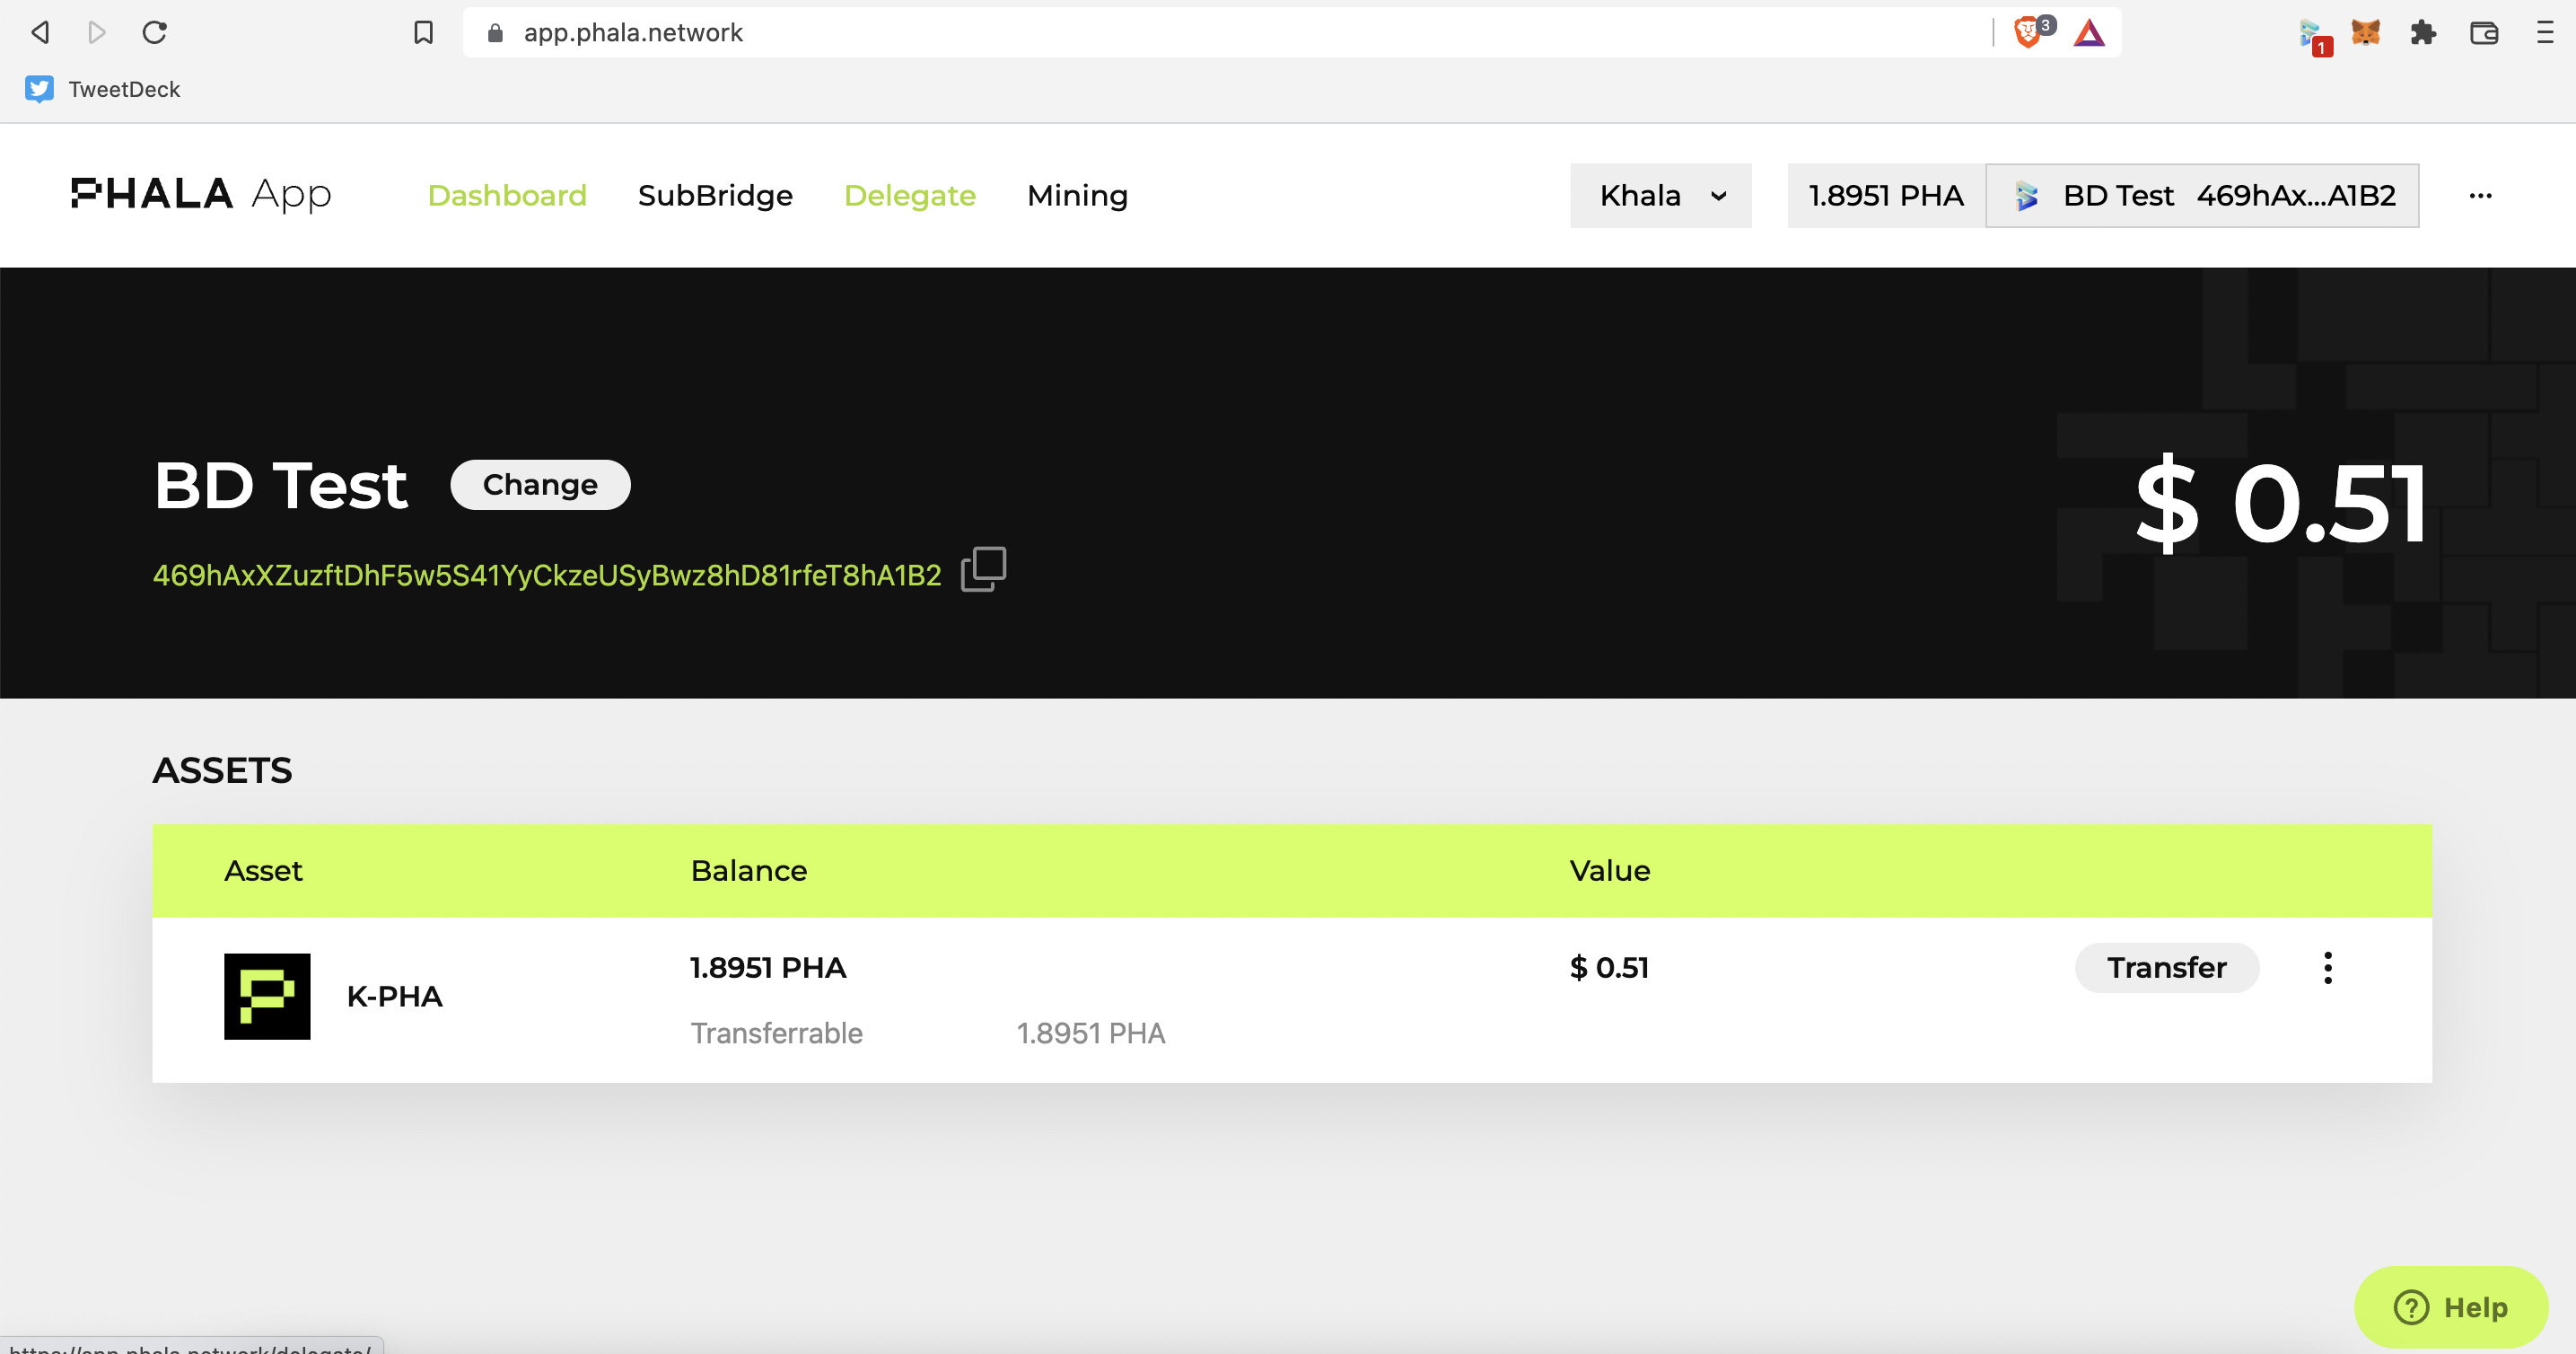 app.phala.network
3
1
TweetDeck
PHALA App Dashboard SubBridge Delegate Mining Khala 1.8951 PHA BD Test 469hAx...A1B2 ...
BD Test Change
$ 0.51
469hAxXZuzftDhF5w5S41YyCkzeUSyBwz8hD81rfeT8hA1B2
ASSETS
Asset Balance Value
K-PHA 1.8951 PHA $ 0.51 Transfer
Transferrable 1.8951 PHA
? Help
https://app.phala.network/delegate/